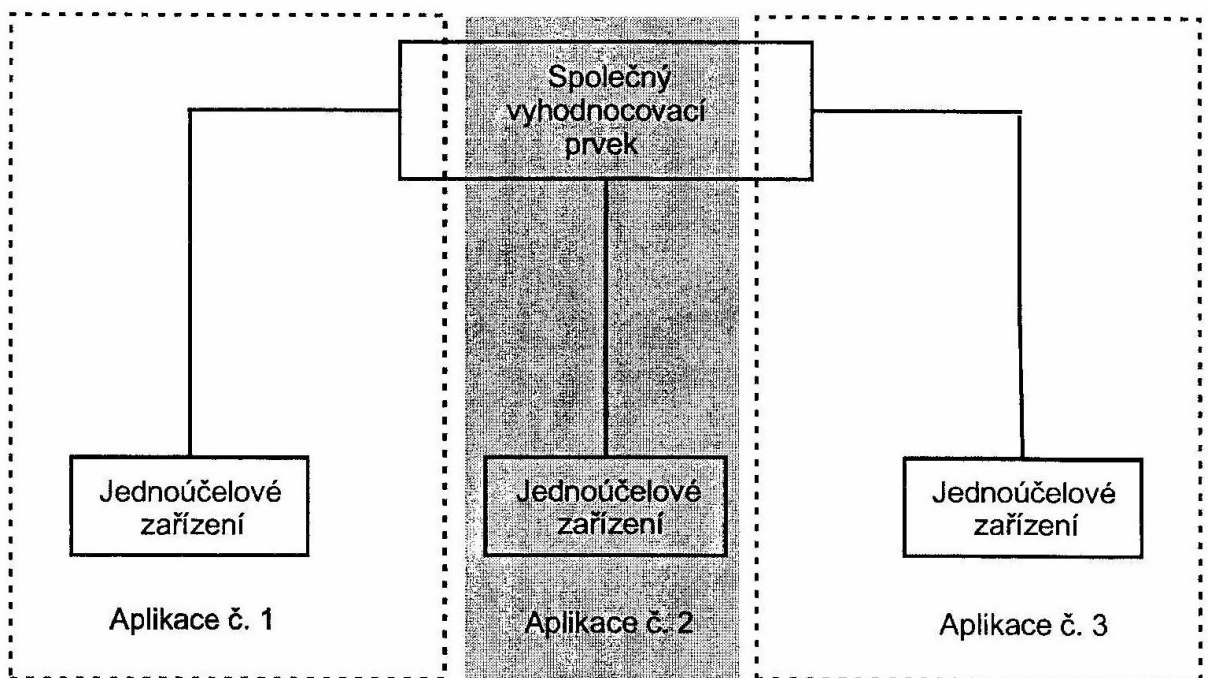 Společný
vyhodnocovací
prvek
Jednoúčelové
zařízení
Jednoúčelové
zařízení
Jednoúčelové
zařízení
Aplikace č. 1
Aplikace č. 2
Aplikace č. 3